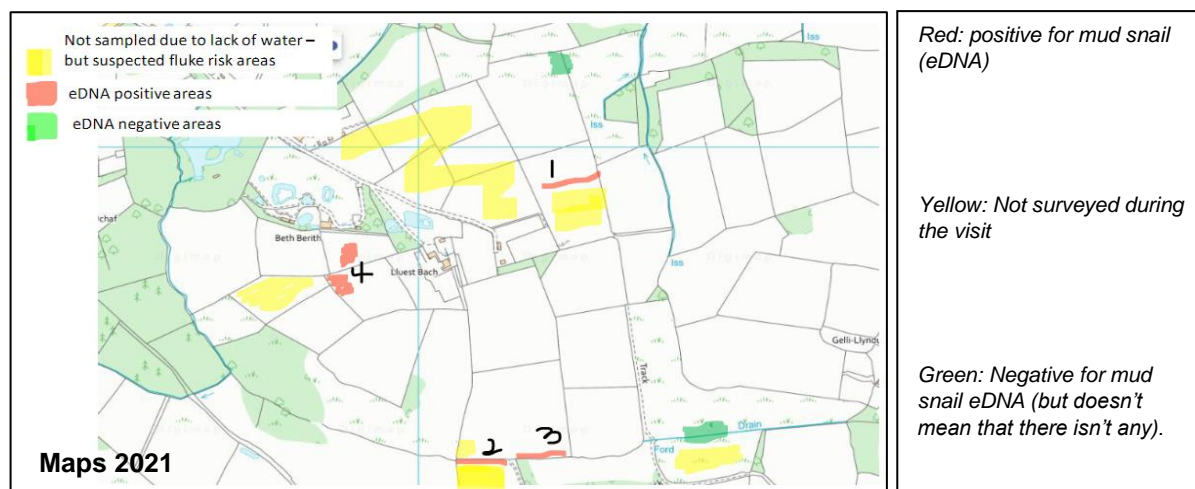 Not sampled due to lack of water –
but suspected fluke risk areas
eDNA positive areas
eDNA negative areas
Iss
Iss
1
Beth Berith
4
Lluest Bach
Iss
Gelli-Llyndu
Track
2
3
Drain
Ford
Maps 2021
Red: positive for mud snail
(eDNA)
Yellow: Not surveyed during
the visit
Green: Negative for mud
snail eDNA (but doesn't
mean that there isn't any).